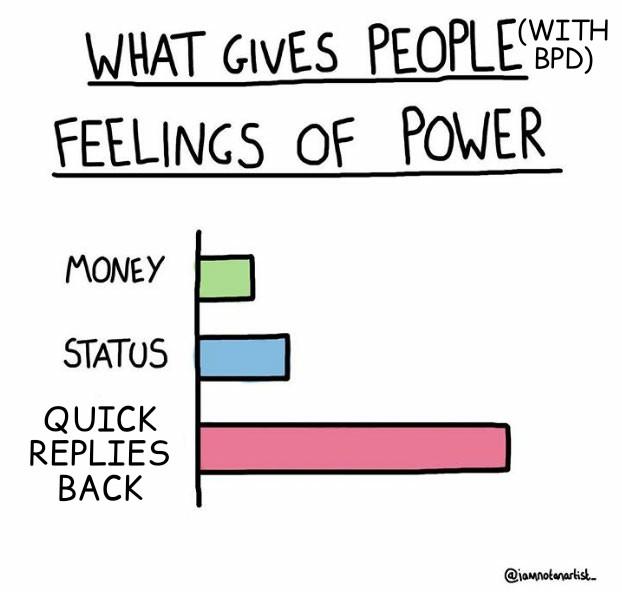 WHAT GIVES PEOPLE (WITH BPD)
FEELINGS OF POWER
MONEY
STATUS
QUICK
REPLIES
BACK
@iamnotanartist_